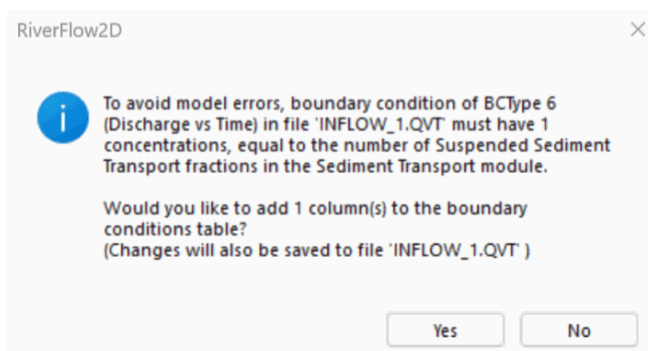 RiverFlow2D
To avoid model errors, boundary condition of BCType 6
(Discharge vs Time) in file 'INFLOW_1.QVT' must have 1
concentrations, equal to the number of Suspended Sediment
Transport fractions in the Sediment Transport module.
Would you like to add 1 column(s) to the boundary
conditions table?
(Changes will also be saved to file 'INFLOW_1.QVT' )
Yes
No